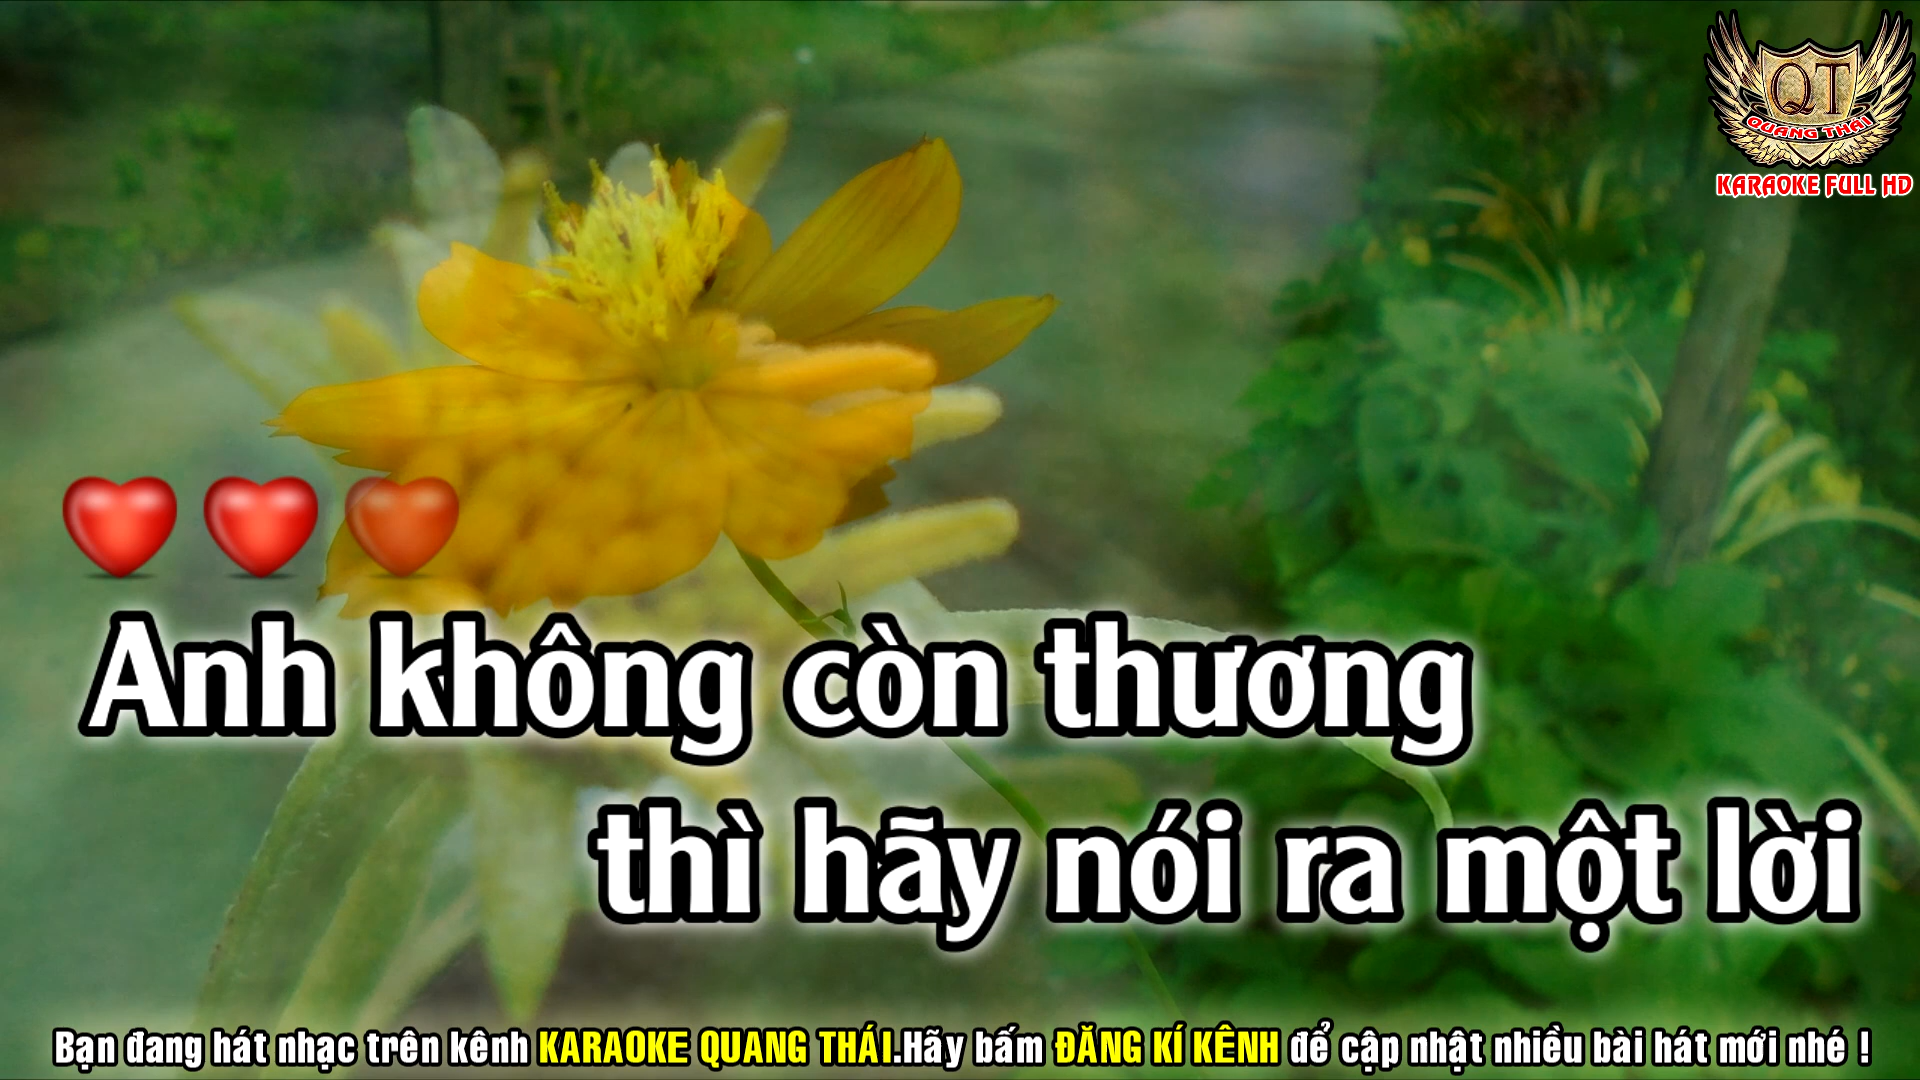 QT
QUANG THÁI
KARAOKE FULL HD
Anh không còn thương
thì hãy nói ra một lời
Bạn đang hát nhạc trên kênh KARAOKE QUANG THÁI.Hãy bấm ĐĂNG KÍ KÊNH để cập nhật nhiều bài hát mới nhé !